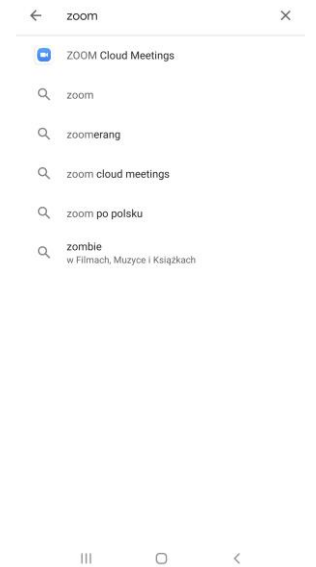 zoom
ZOOM Cloud Meetings
zoom
zoomerang
zoom cloud meetings
zoom po polsku
zombie
w Filmach, Muzyce i Książkach